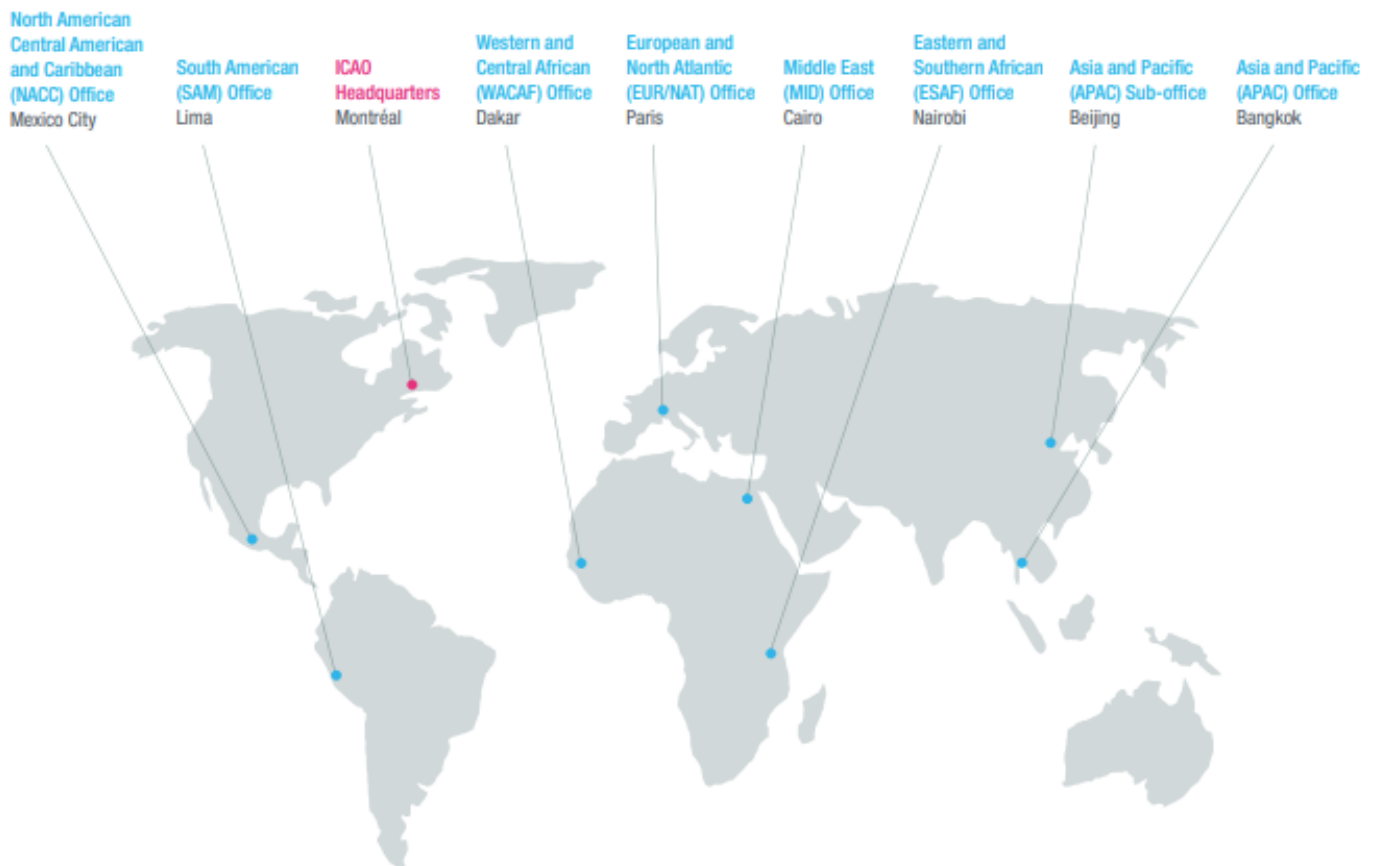 North American
Central American
and Caribbean
(NACC) Office
Mexico City
South American
(SAM) Office
Lima
ICAO
Headquarters
Montréal
Western and
Central African
(WACAF) Office
Dakar
European and
North Atlantic
(EUR/NAT) Office
Paris
Middle East
(MID) Office
Cairo
Eastern and
Southern African
(ESAF) Office
Nairobi
Asia and Pacific
(APAC) Sub-office
Beijing
Asia and Pacific
(APAC) Office
Bangkok